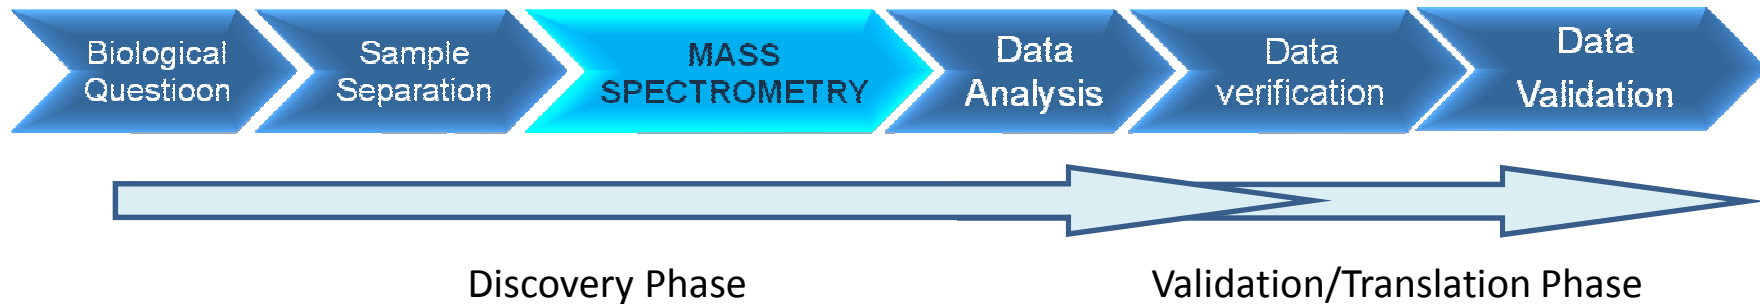 Biological
Questioon
Sample
Separation
MASS
SPECTROMETRY
Data
Analysis
Data
verification
Data
Validation
Discovery Phase
Validation/Translation Phase